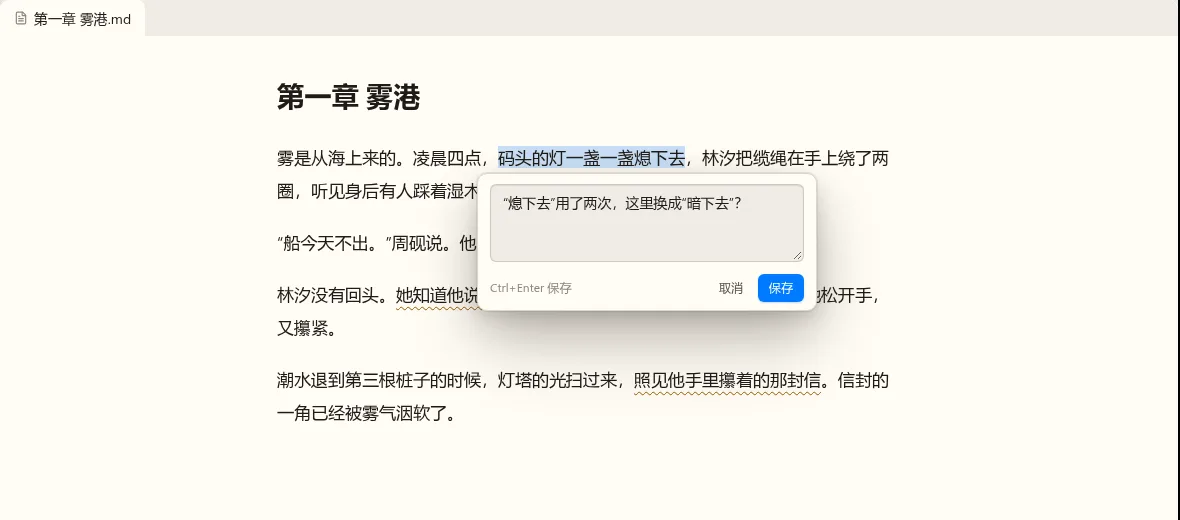 第一章 雾港.md
第一章 雾港
雾是从海上来的。凌晨四点，码头的灯一盏一盏熄下去，林汐把缆绳在手上绕了两
圈，听见身后有人踩着湿木
“船今天不出。”周砚说。他
林汐没有回头。她知道他说
松开手，
又攥紧。
潮水退到第三根桩子的时候，灯塔的光扫过来，照见他手里攥着的那封信。信封的
一角已经被雾气洇软了。
“熄下去”用了两次，这里换成“暗下去”？
Ctrl+Enter 保存
取消
保存